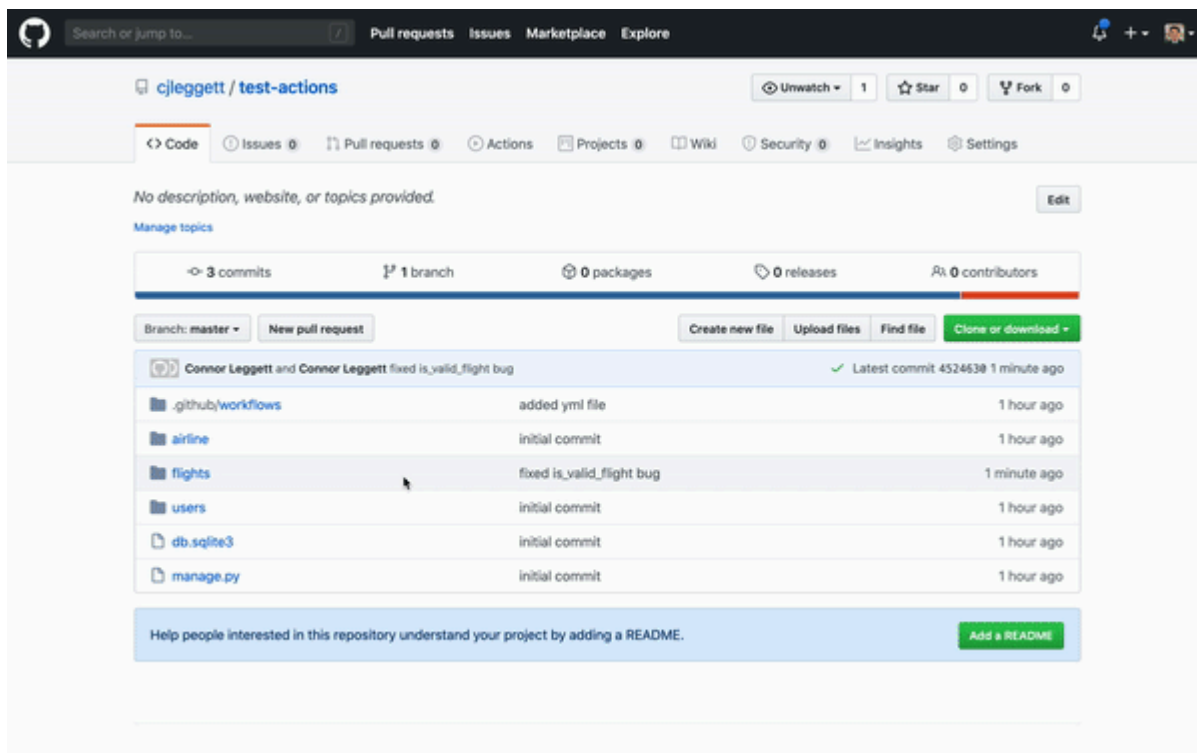 Search or jump to... /
Pull requests Issues Marketplace Explore
cjleggett / test-actions
Unwatch 1 Star 0 Fork 0
Code Issues 0 Pull requests 0 Actions Projects 0 Wiki Security 0 Insights Settings
No description, website, or topics provided.
Edit
Manage topics
3 commits 1 branch 0 packages 0 releases 0 contributors
Branch: master New pull request Create new file Upload files Find file Clone or download
Connor Leggett and Connor Leggett fixed is_valid_flight bug Latest commit 4524630 1 minute ago
.github/workflows added yml file 1 hour ago
airline initial commit 1 hour ago
flights fixed is_valid_flight bug 1 minute ago
users initial commit 1 hour ago
db.sqlite3 initial commit 1 hour ago
manage.py initial commit 1 hour ago
Help people interested in this repository understand your project by adding a README. Add a README